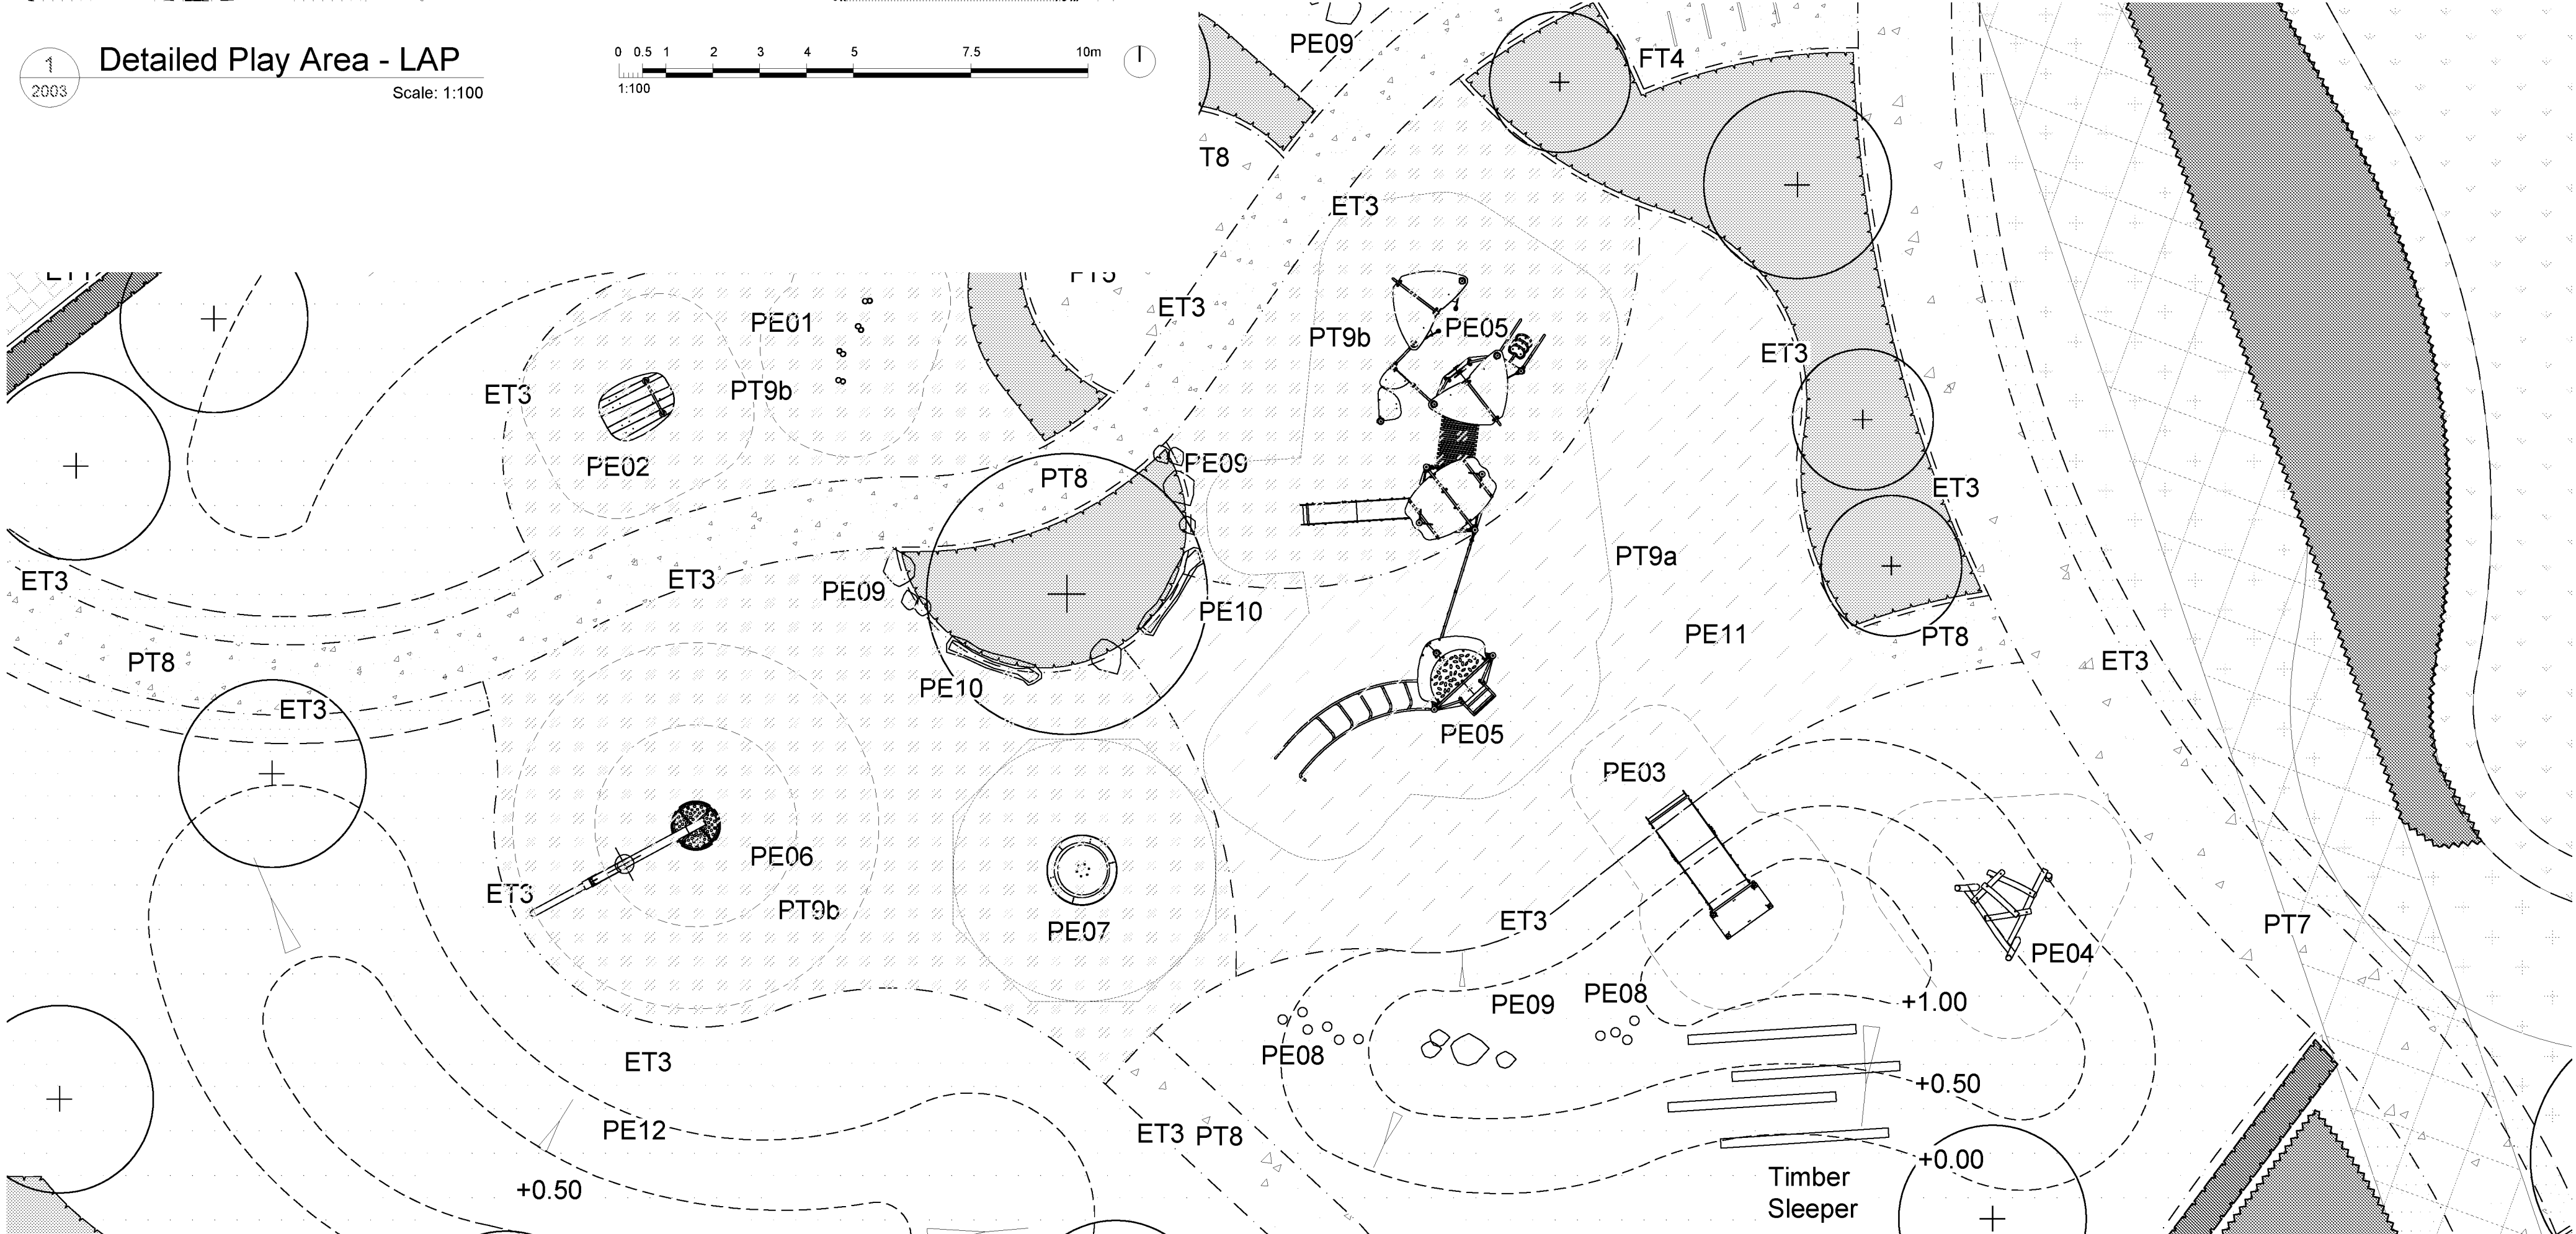 1
2003
Detailed Play Area - LAP
Scale: 1:100
0 0.5 1 2 3 4 5 7.5 10m
1:100
PE09
FT4
T8
ET3
PE01
ET3
PT9b
PE05
ET3
ET3
PT9b
PE02
PE09
PT8
ET3
PT9a
ET3
ET3
PE09
PE10
PE11
PT8
PT8
ET3
PE10
ET3
PE05
PE03
PE06
ET3
PT9b
PE07
ET3
PT7
PE04
PE08
PE09
+1.00
PE08
ET3
+0.50
PE12
ET3 PT8
+0.00
Timber
Sleeper
+0.50